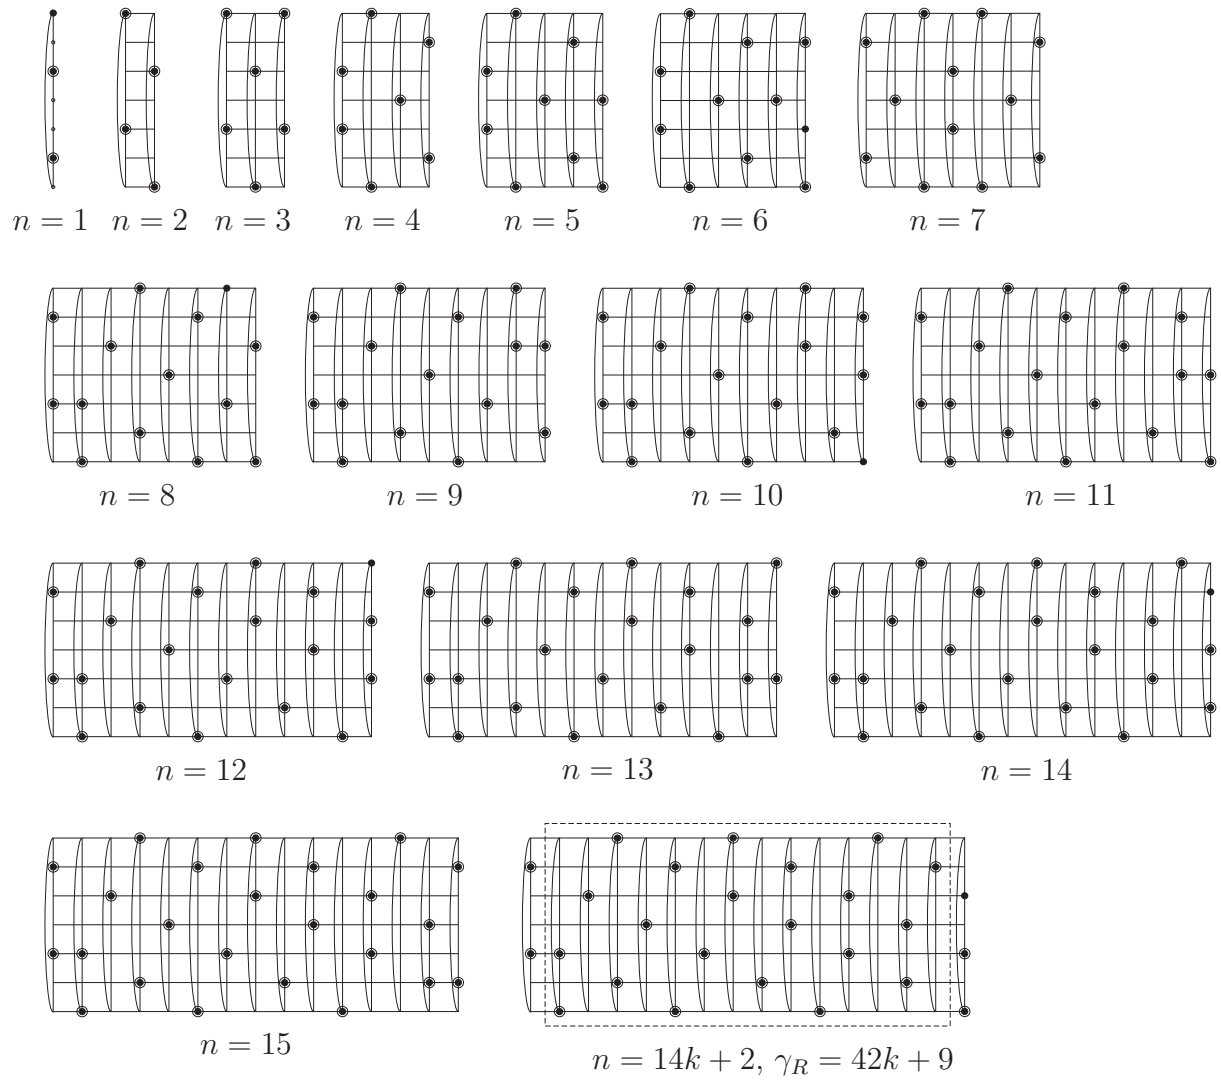 n = 1 n = 2 n = 3 n = 4 n = 5 n = 6 n = 7
n = 8 n = 9 n = 10 n = 11
n = 12 n = 13 n = 14
n = 15 n = 14k + 2, γ_R = 42k + 9